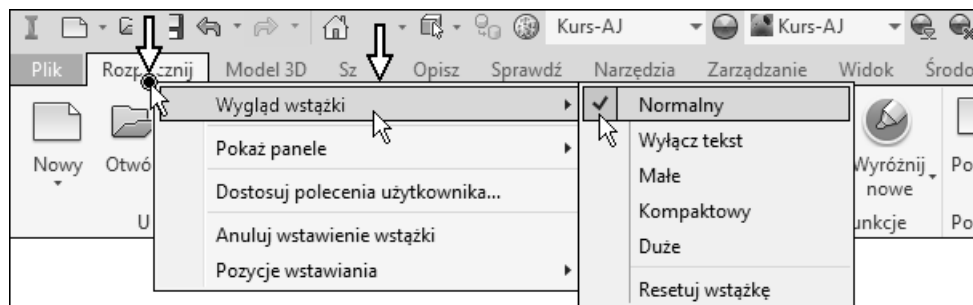 Kurs-AJ Kurs-AJ
Plik Model 3D Opisz Sprawdź Narzędzia Zarządzanie Widok
Wygląd wstążki
Pokaż panele
Dostosuj polecenia użytkownika...
Anuluj wstawienie wstążki
Pozycje wstawiania
Normalny
Wyłącz tekst
Małe
Kompaktowy
Duże
Resetuj wstążkę
Nowy
Wyróżnij
nowe